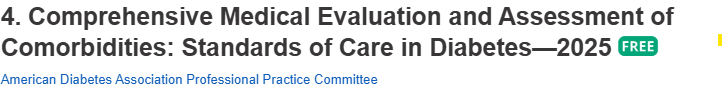 4. Comprehensive Medical Evaluation and Assessment of
Comorbidities: Standards of Care in Diabetes—2025 FREE
American Diabetes Association Professional Practice Committee